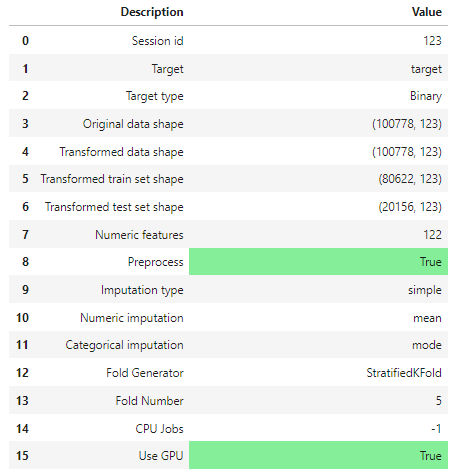 Description Value
0 Session id 123
1 Target target
2 Target type Binary
3 Original data shape (100778, 123)
4 Transformed data shape (100778, 123)
5 Transformed train set shape (80622, 123)
6 Transformed test set shape (20156, 123)
7 Numeric features 122
8 Preprocess True
9 Imputation type simple
10 Numeric imputation mean
11 Categorical imputation mode
12 Fold Generator StratifiedKFold
13 Fold Number 5
14 CPU Jobs -1
15 Use GPU True